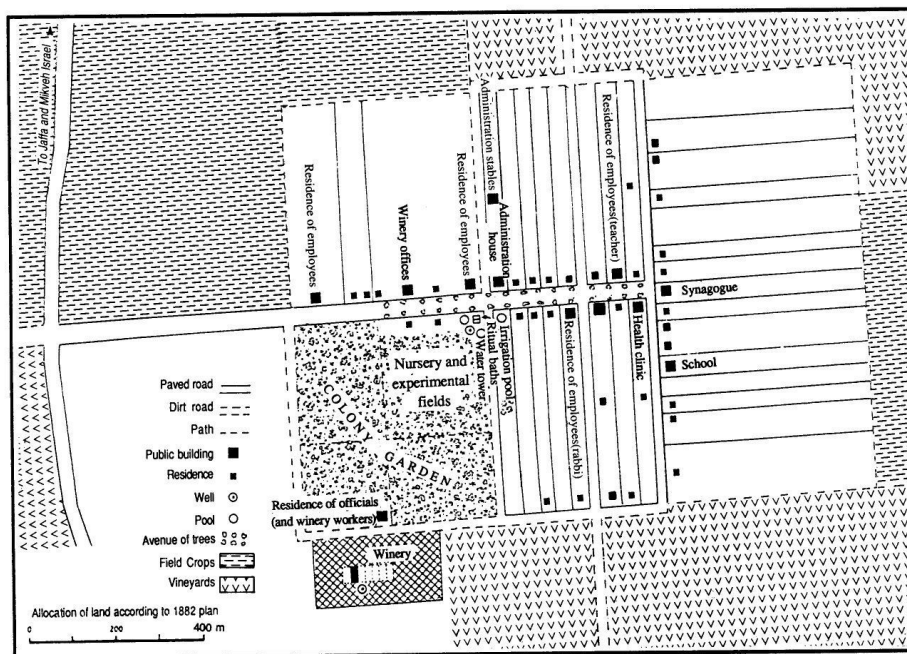 To Jaffa and Mikveh Israel
Residence of employees
Winery offices
Residence of employees
Administration stables
Administration
house
Residence of employees(teacher)
Synagogue
School
Health clinic
Residence of employees(rabbi)
Irrigation pool
Ritual baths
Water tower
Nursery and
experimental
fields
COLONY GARDEN
Residence of officials
(and winery workers)
Winery
Paved road
Dirt road
Path
Public building
Residence
Well
Pool
Avenue of trees
Field Crops
Vineyards
Allocation of land according to 1882 plan
0 200 400 m